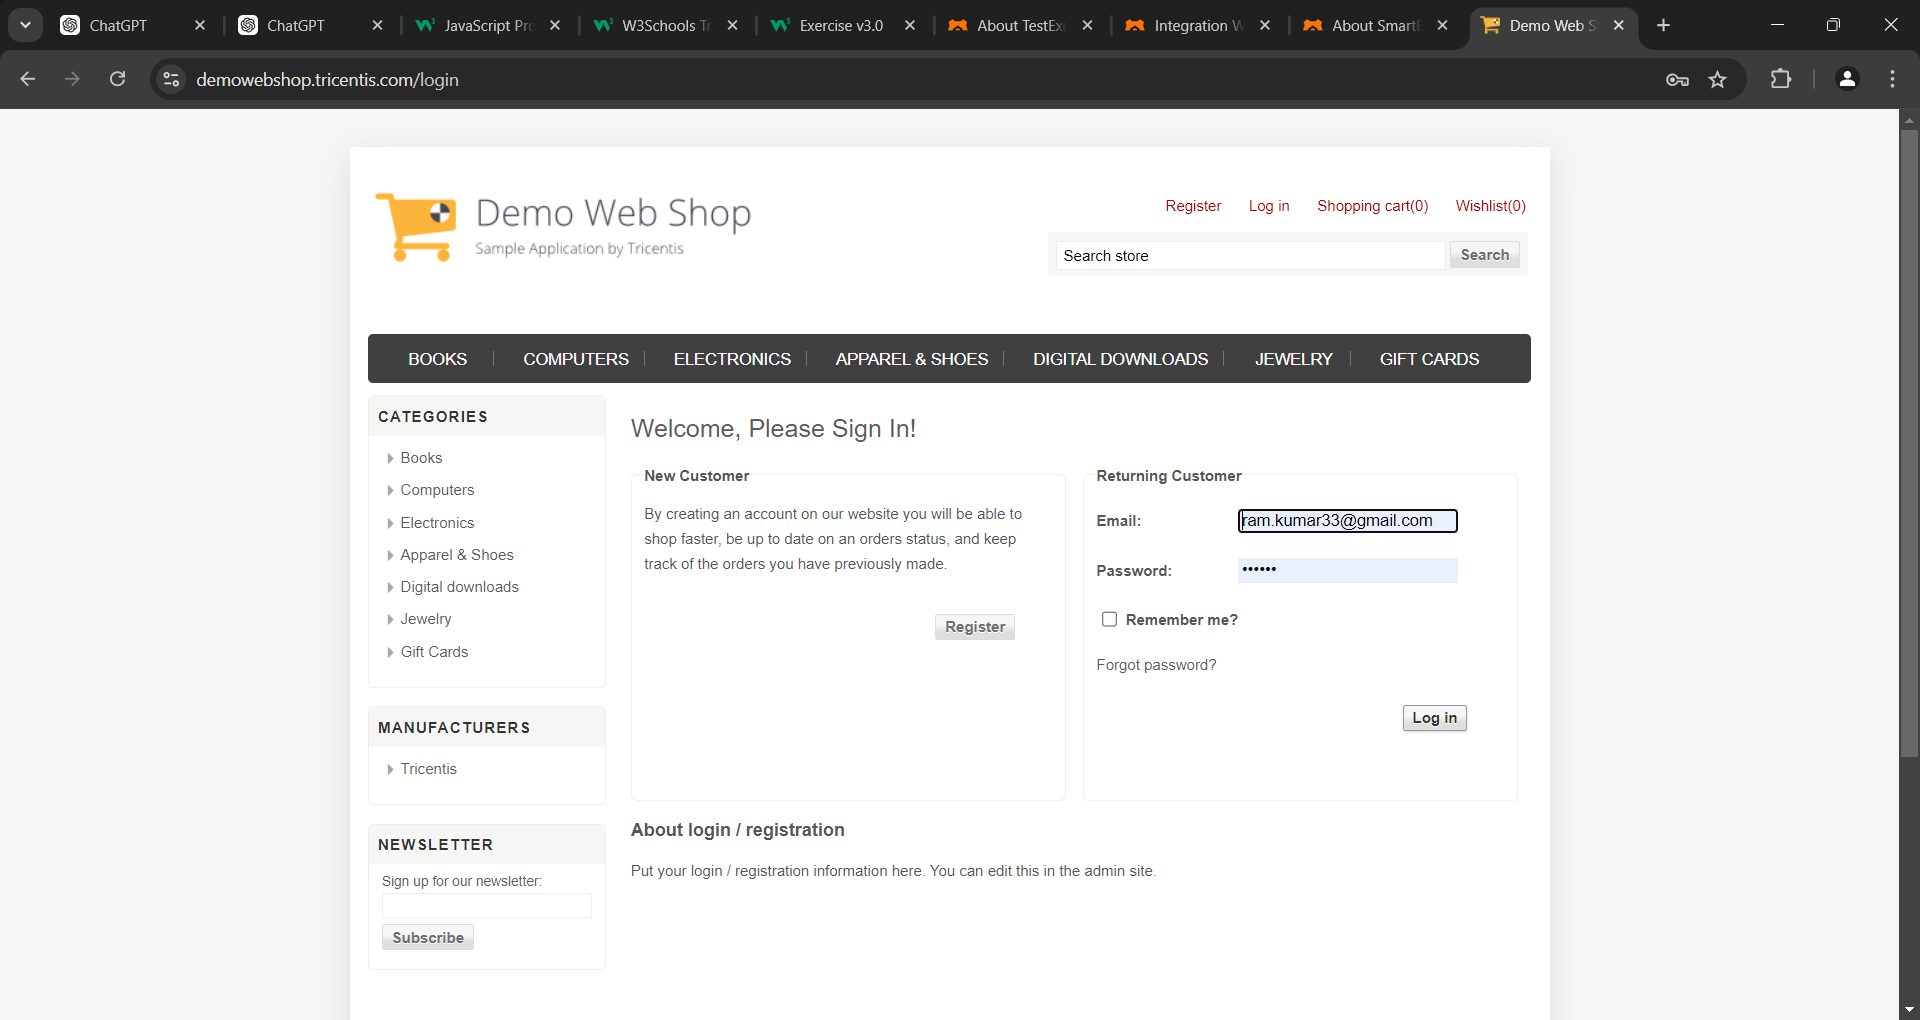 ChatGPT
ChatGPT
JavaScript Pr
W3Schools Tr
Exercise v3.0
About TestEx
Integration
About Smart
Demo Web S
demowebshop.tricentis.com/login
Demo Web Shop
Sample Application by Tricentis
Register Log in Shopping cart(0) Wishlist(0)
Search store Search
BOOKS COMPUTERS ELECTRONICS APPAREL & SHOES DIGITAL DOWNLOADS JEWELRY GIFT CARDS
CATEGORIES
Books
Computers
Electronics
Apparel & Shoes
Digital downloads
Jewelry
Gift Cards
MANUFACTURERS
Tricentis
NEWSLETTER
Sign up for our newsletter:
Subscribe
Welcome, Please Sign In!
New Customer
By creating an account on our website you will be able to
shop faster, be up to date on an orders status, and keep
track of the orders you have previously made.
Register
Returning Customer
Email: ram.kumar33@gmail.com
Password: ••••••
Remember me?
Forgot password?
Log in
About login / registration
Put your login / registration information here. You can edit this in the admin site.